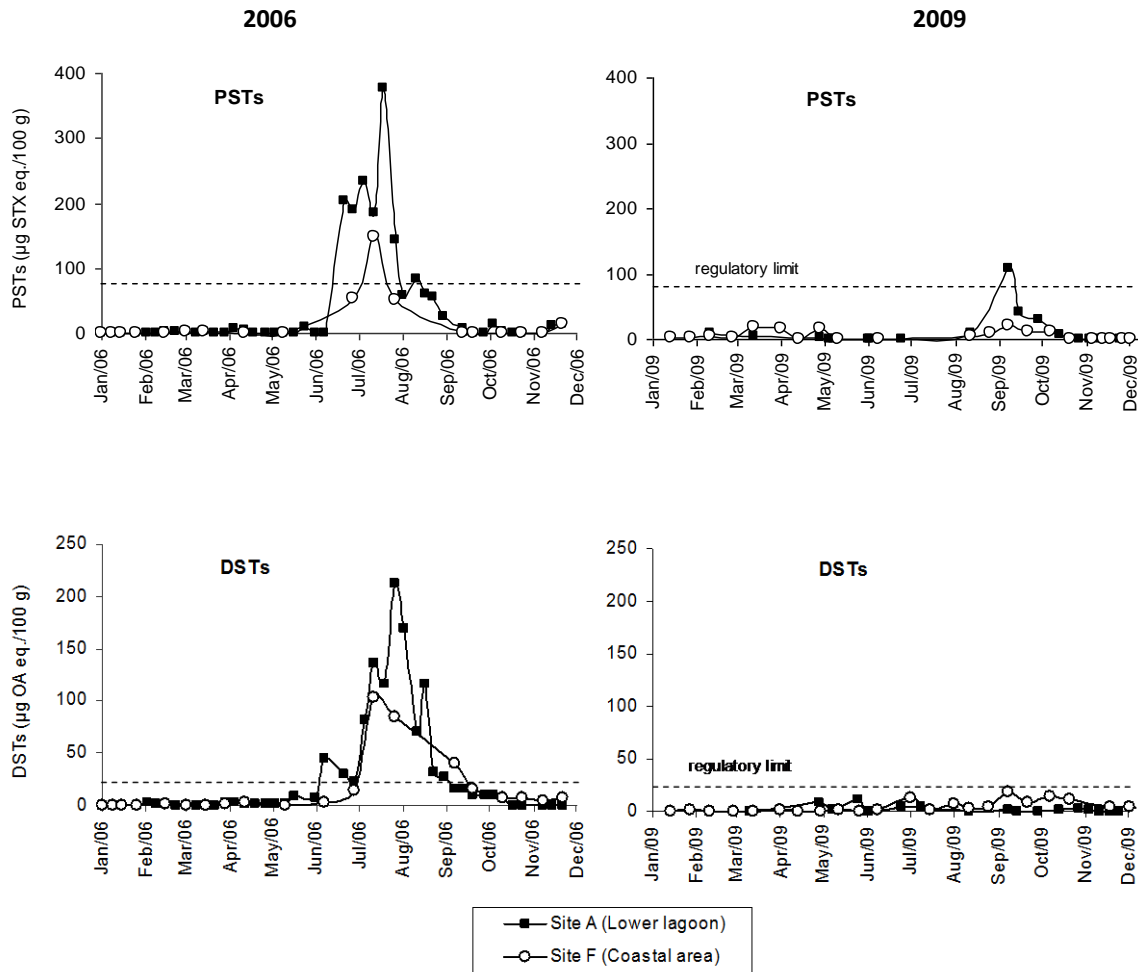 2006
2009
PSTs (µg STX eq./100 g)
400
300
200
100
0
PSTs
Jan/06
Feb/06
Mar/06
Apr/06
May/06
Jun/06
Jul/06
Aug/06
Sep/06
Oct/06
Nov/06
Dec/06
400
300
200
100
0
PSTs
regulatory limit
Jan/09
Feb/09
Mar/09
Apr/09
May/09
Jun/09
Jul/09
Aug/09
Sep/09
Oct/09
Nov/09
Dec/09
DSTs (µg OA eq./100 g)
250
200
150
100
50
0
DSTs
Jan/06
Feb/06
Mar/06
Apr/06
May/06
Jun/06
Jul/06
Aug/06
Sep/06
Oct/06
Nov/06
Dec/06
250
200
150
100
50
0
DSTs
regulatory limit
Jan/09
Feb/09
Mar/09
Apr/09
May/09
Jun/09
Jul/09
Aug/09
Sep/09
Oct/09
Nov/09
Dec/09
Site A (Lower lagoon)
Site F (Coastal area)